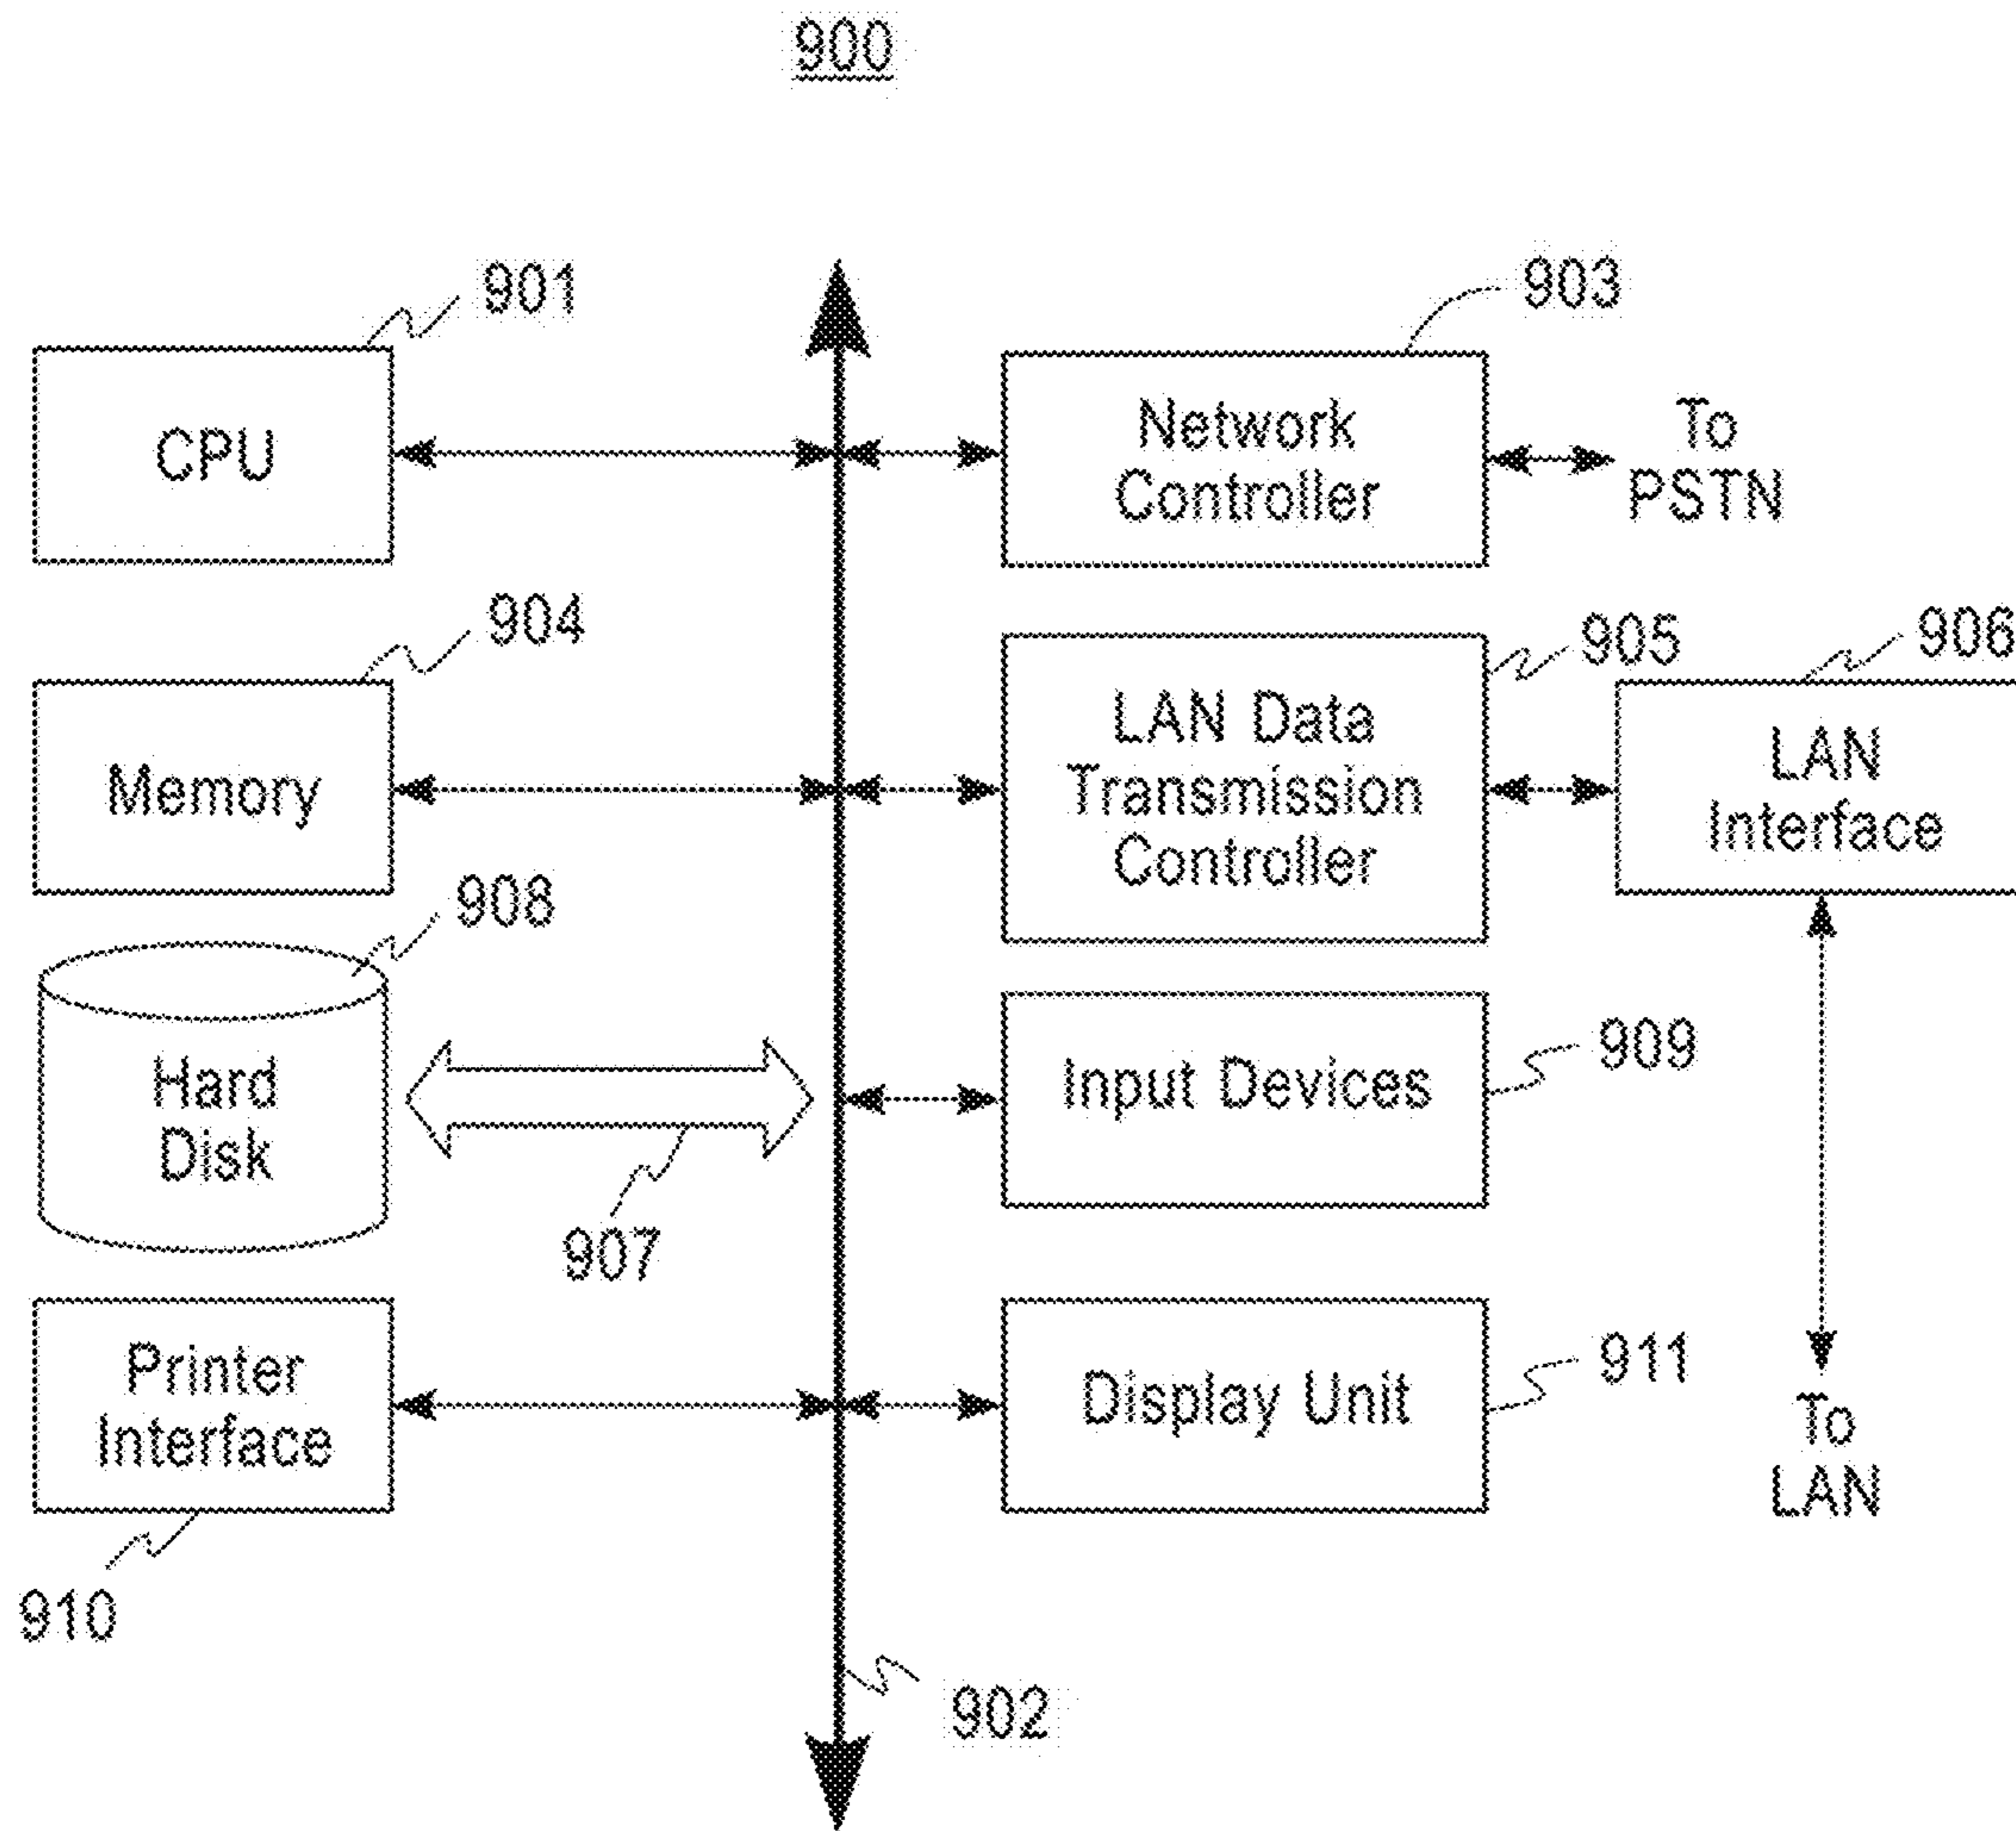 900
901
903
CPU
Network
Controller
To
PSTN
904
905
906
Memory
LAN Data
Transmission
Controller
LAN
Interface
908
Hard
Disk
907
Input Devices
909
Printer
Interface
Display Unit
911
To
LAN
910
902